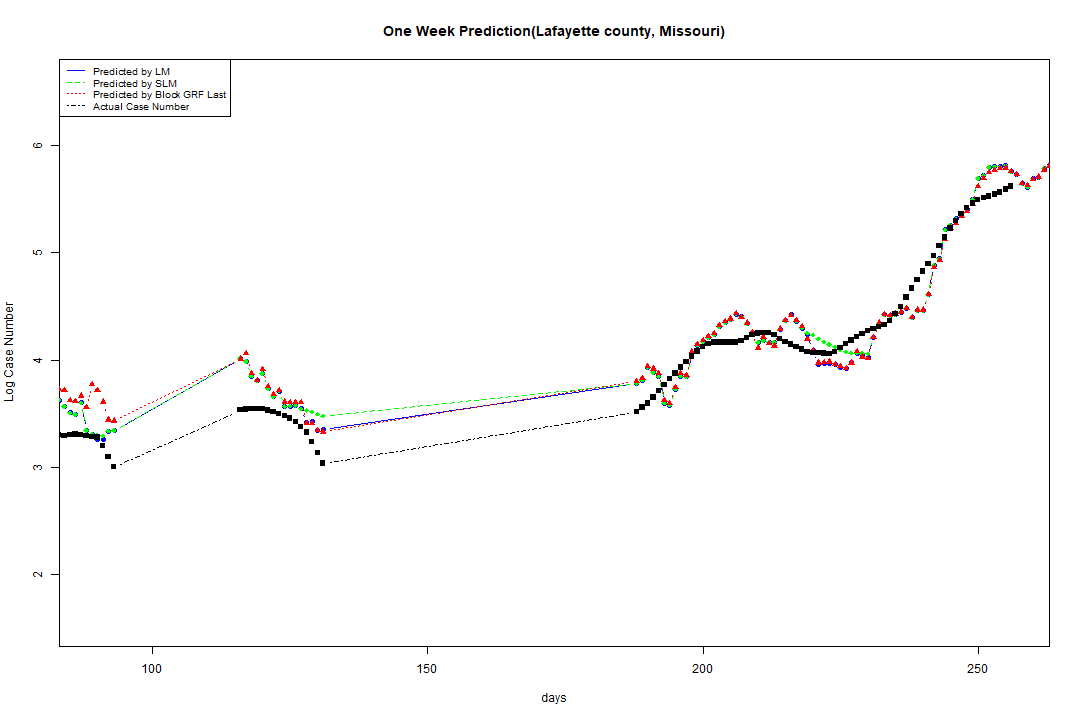 One Week Prediction(Lafayette county, Missouri)
Predicted by LM
Predicted by SLM
Predicted by Block GRF Last
Actual Case Number
6
5
4
3
2
Log Case Number
100
150
200
250
days